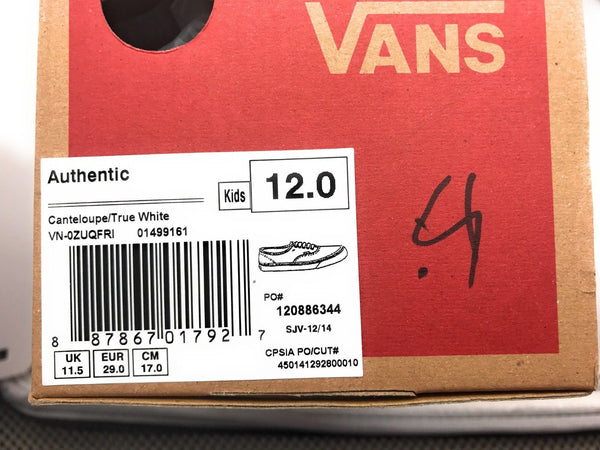 VANS
Authentic
Kids 12.0
Canteloupe/True White
VN-0ZUQFRI 01499161
PO#
120886344
SJV-12/14
8 87867 01792 7
CPSIA PO/CUT#
450141292800010
UK EUR CM
11.5 29.0 17.0